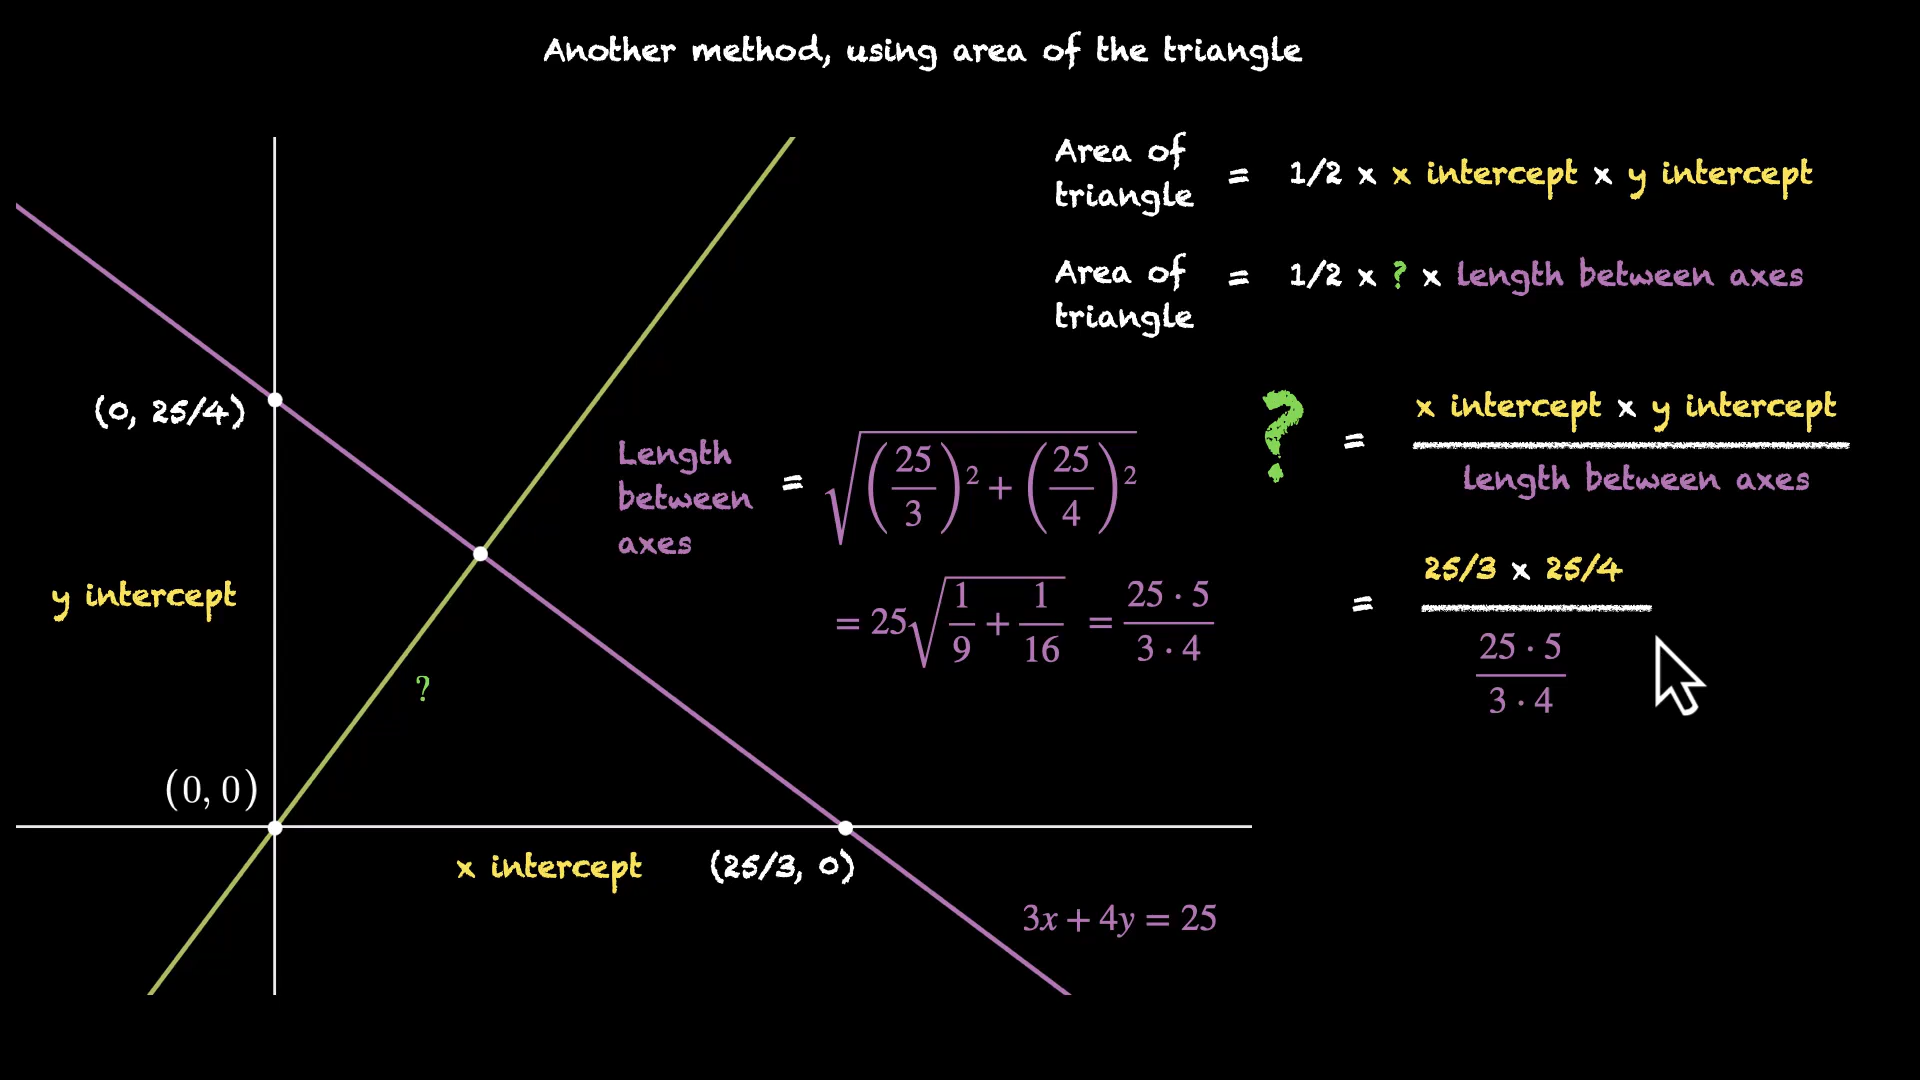 Another method, using area of the triangle
Area of
triangle = 1/2 x x intercept x y intercept
Area of
triangle = 1/2 x ? x length between axes
(0, 25/4)
Length
between
axes
= √((25/3)² + (25/4)²)
= 25√(1/9 + 1/16) = (25 · 5)/(3 · 4)
? = x intercept x y intercept
length between axes
= 25/3 x 25/4
25 · 5
3 · 4
y intercept
?
(0, 0)
x intercept
(25/3, 0)
3x + 4y = 25